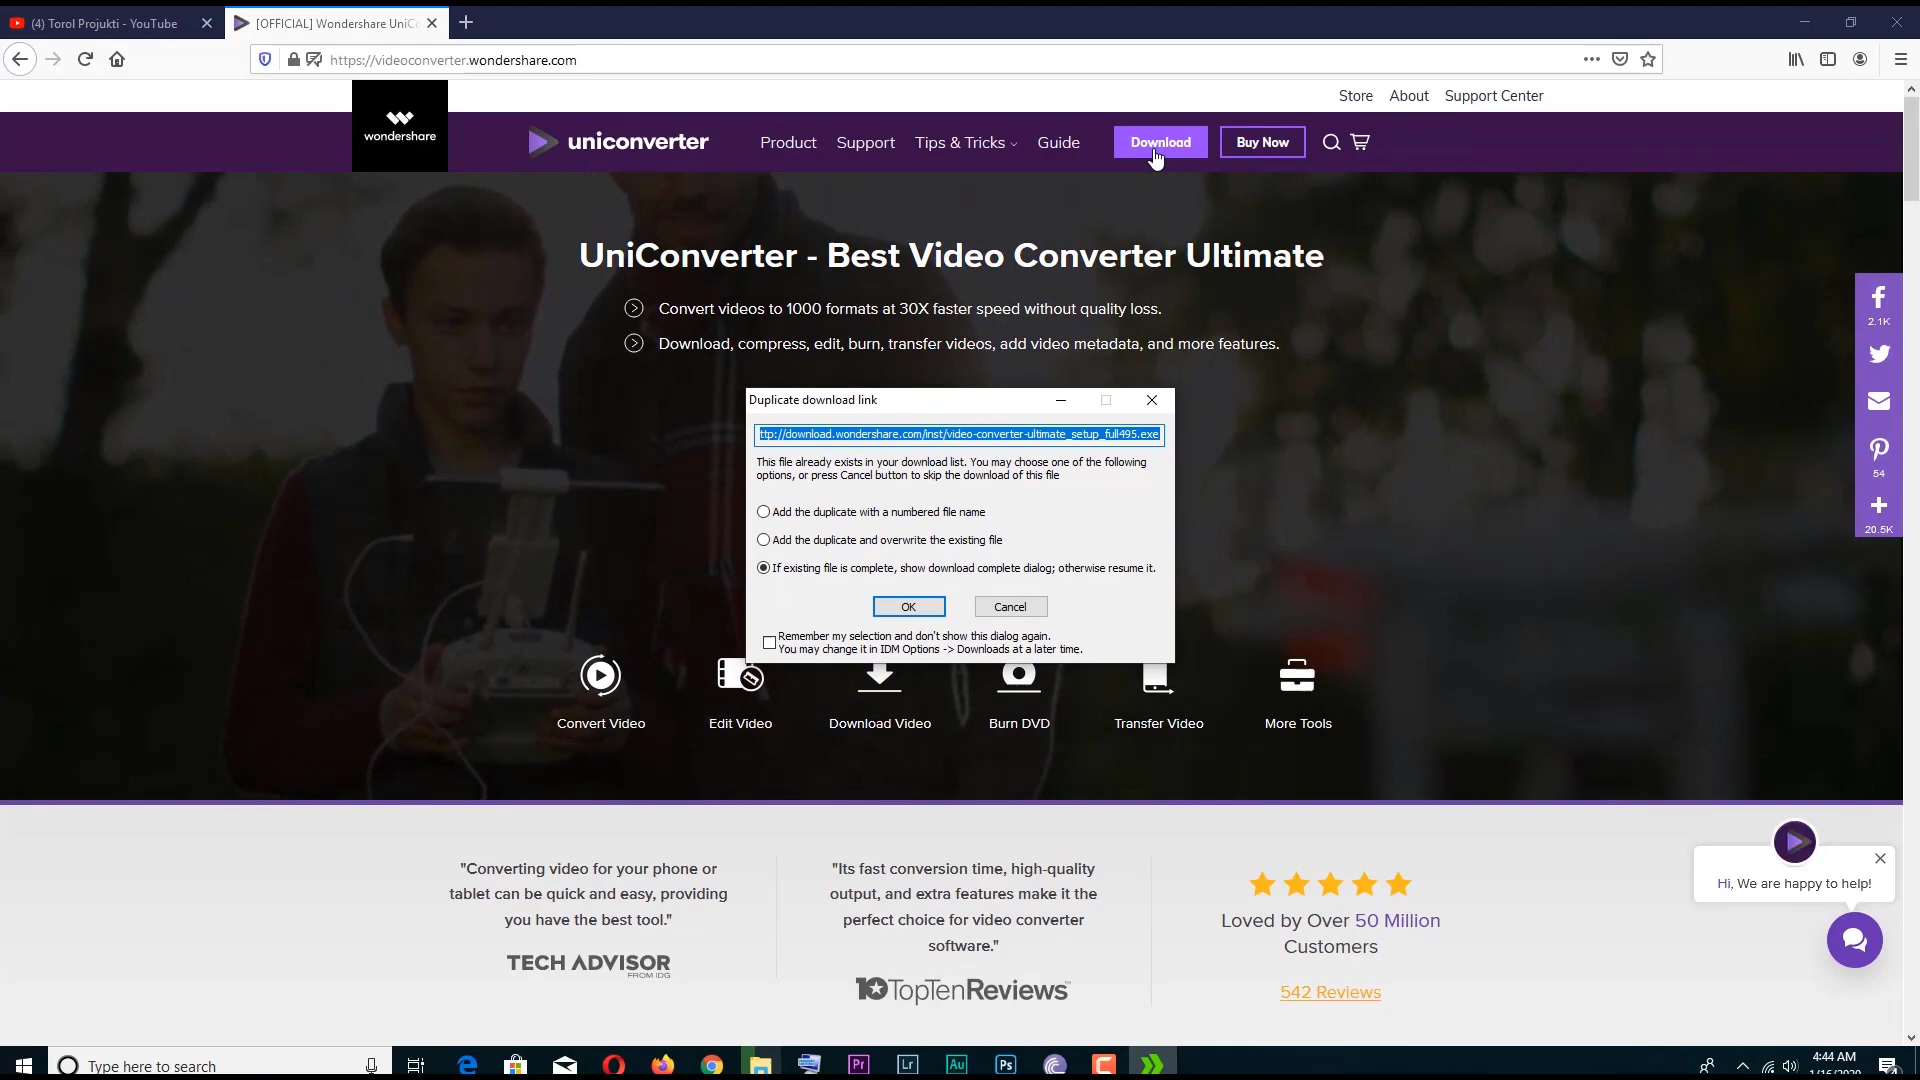 (4) Torol Projukti - YouTube
[OFFICIAL] Wondershare UniC
https://videoconverter.wondershare.com
Store About Support Center
wondershare
uniconverter
Product Support Tips & Tricks Guide Download Buy Now
UniConverter - Best Video Converter Ultimate
Convert videos to 1000 formats at 30X faster speed without quality loss.
Download, compress, edit, burn, transfer videos, add video metadata, and more features.
2.1K
54
20.5K
Duplicate download link
ttp://download.wondershare.com/inst/video-converter-ultimate_setup_full495.exe
This file already exists in your download list. You may choose one of the following
options, or press Cancel button to skip the download of this file
Add the duplicate with a numbered file name
Add the duplicate and overwrite the existing file
If existing file is complete, show download complete dialog; otherwise resume it.
OK Cancel
Remember my selection and don't show this dialog again.
You may change it in IDM Options -> Downloads at a later time.
Convert Video Edit Video Download Video Burn DVD Transfer Video More Tools
"Converting video for your phone or
tablet can be quick and easy, providing
you have the best tool."
TECH ADVISOR
FROM IDG
"Its fast conversion time, high-quality
output, and extra features make it the
perfect choice for video converter
software."
10TopTenReviews
Loved by Over 50 Million
Customers
542 Reviews
Hi, We are happy to help!
Type here to search
Pr Lr Au Ps
4:44 AM
1/16/2020